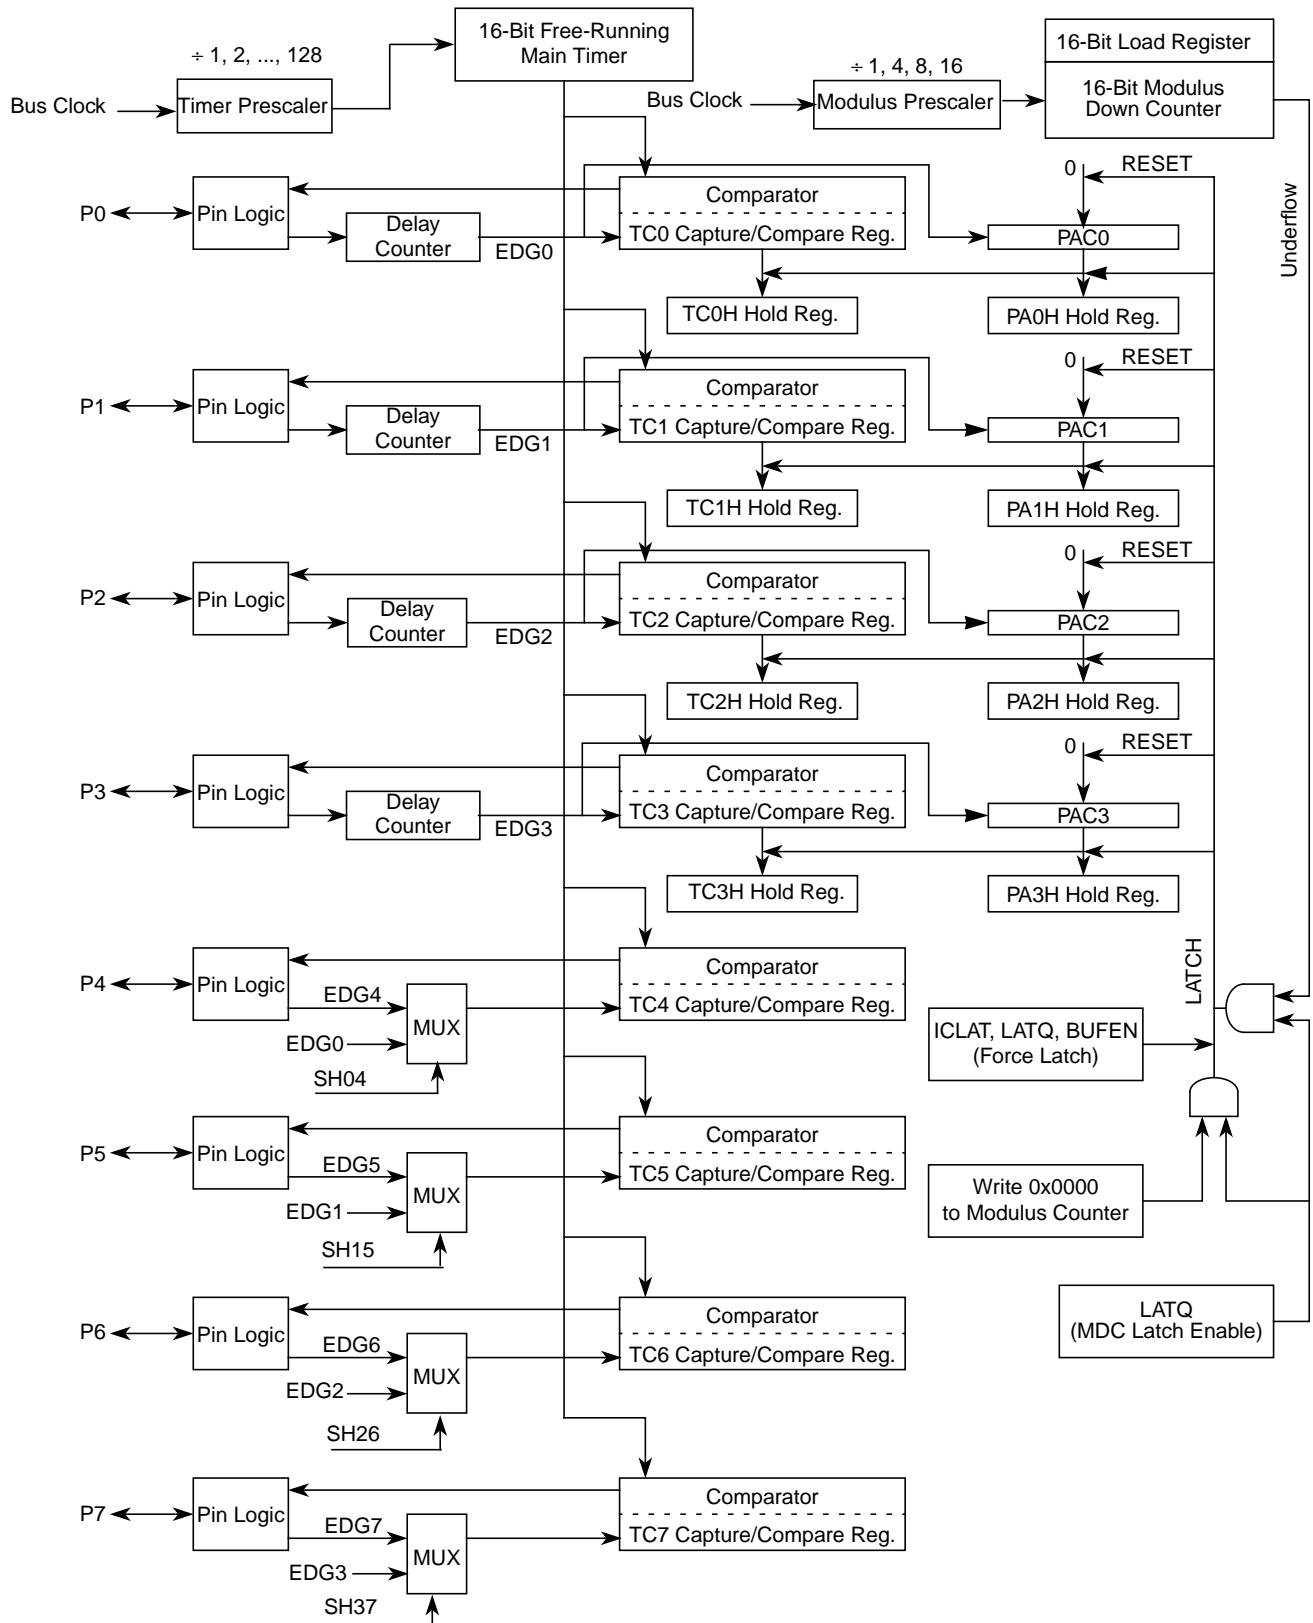 16-Bit Free-Running
Main Timer
16-Bit Load Register
÷ 1, 2, ..., 128
÷ 1, 4, 8, 16
16-Bit Modulus
Down Counter
Bus Clock
Timer Prescaler
Bus Clock
Modulus Prescaler
Underflow
0
RESET
P0
Pin Logic
Comparator
Delay
Counter
EDG0
TC0 Capture/Compare Reg.
PAC0
TC0H Hold Reg.
PA0H Hold Reg.
0
RESET
P1
Pin Logic
Comparator
Delay
Counter
EDG1
TC1 Capture/Compare Reg.
PAC1
TC1H Hold Reg.
PA1H Hold Reg.
0
RESET
P2
Pin Logic
Comparator
Delay
Counter
EDG2
TC2 Capture/Compare Reg.
PAC2
TC2H Hold Reg.
PA2H Hold Reg.
0
RESET
P3
Pin Logic
Comparator
Delay
Counter
EDG3
TC3 Capture/Compare Reg.
PAC3
TC3H Hold Reg.
PA3H Hold Reg.
LATCH
P4
Pin Logic
Comparator
EDG4
MUX
TC4 Capture/Compare Reg.
EDG0
SH04
ICLAT, LATQ, BUFEN
(Force Latch)
P5
Pin Logic
Comparator
EDG5
MUX
TC5 Capture/Compare Reg.
EDG1
SH15
Write 0x0000
to Modulus Counter
P6
Pin Logic
Comparator
EDG6
MUX
TC6 Capture/Compare Reg.
EDG2
SH26
LATQ
(MDC Latch Enable)
P7
Pin Logic
Comparator
EDG7
MUX
TC7 Capture/Compare Reg.
EDG3
SH37